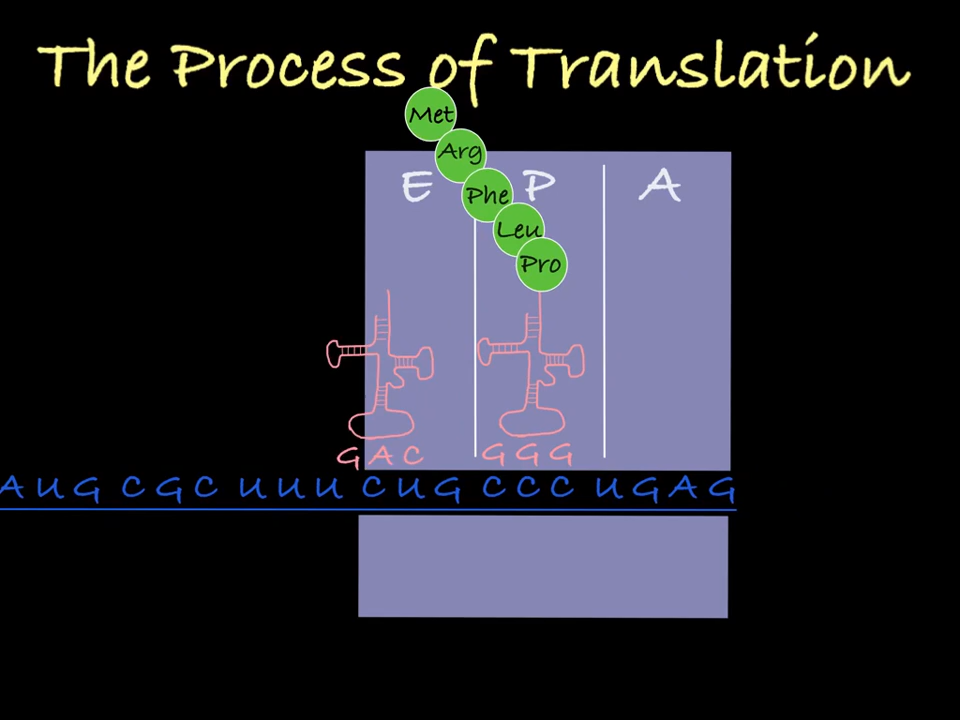 The Process of Translation
Met
Arg
E P A
Phe
Leu
Pro
GAC GGG
AUG CGC UUU CUG CCC UGAG